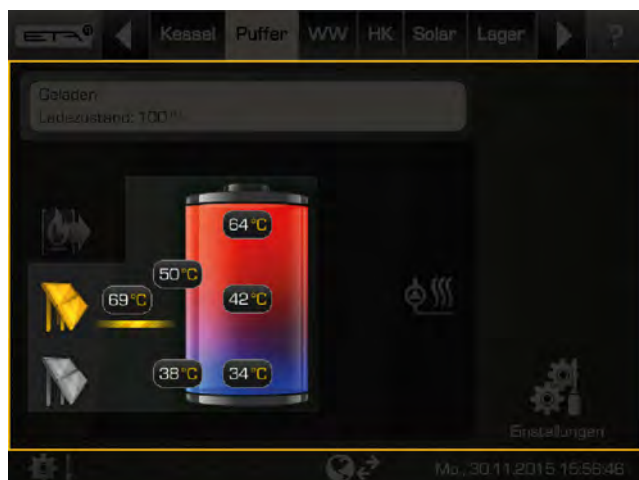 ETA Kessel Puffer WW HK Solar Lager ?
Geladen
Ladezustand: 100 %
64°C
50°C
69°C 42°C
38°C 34°C
Einstellungen
Mo., 30.11.2015 15:56:46